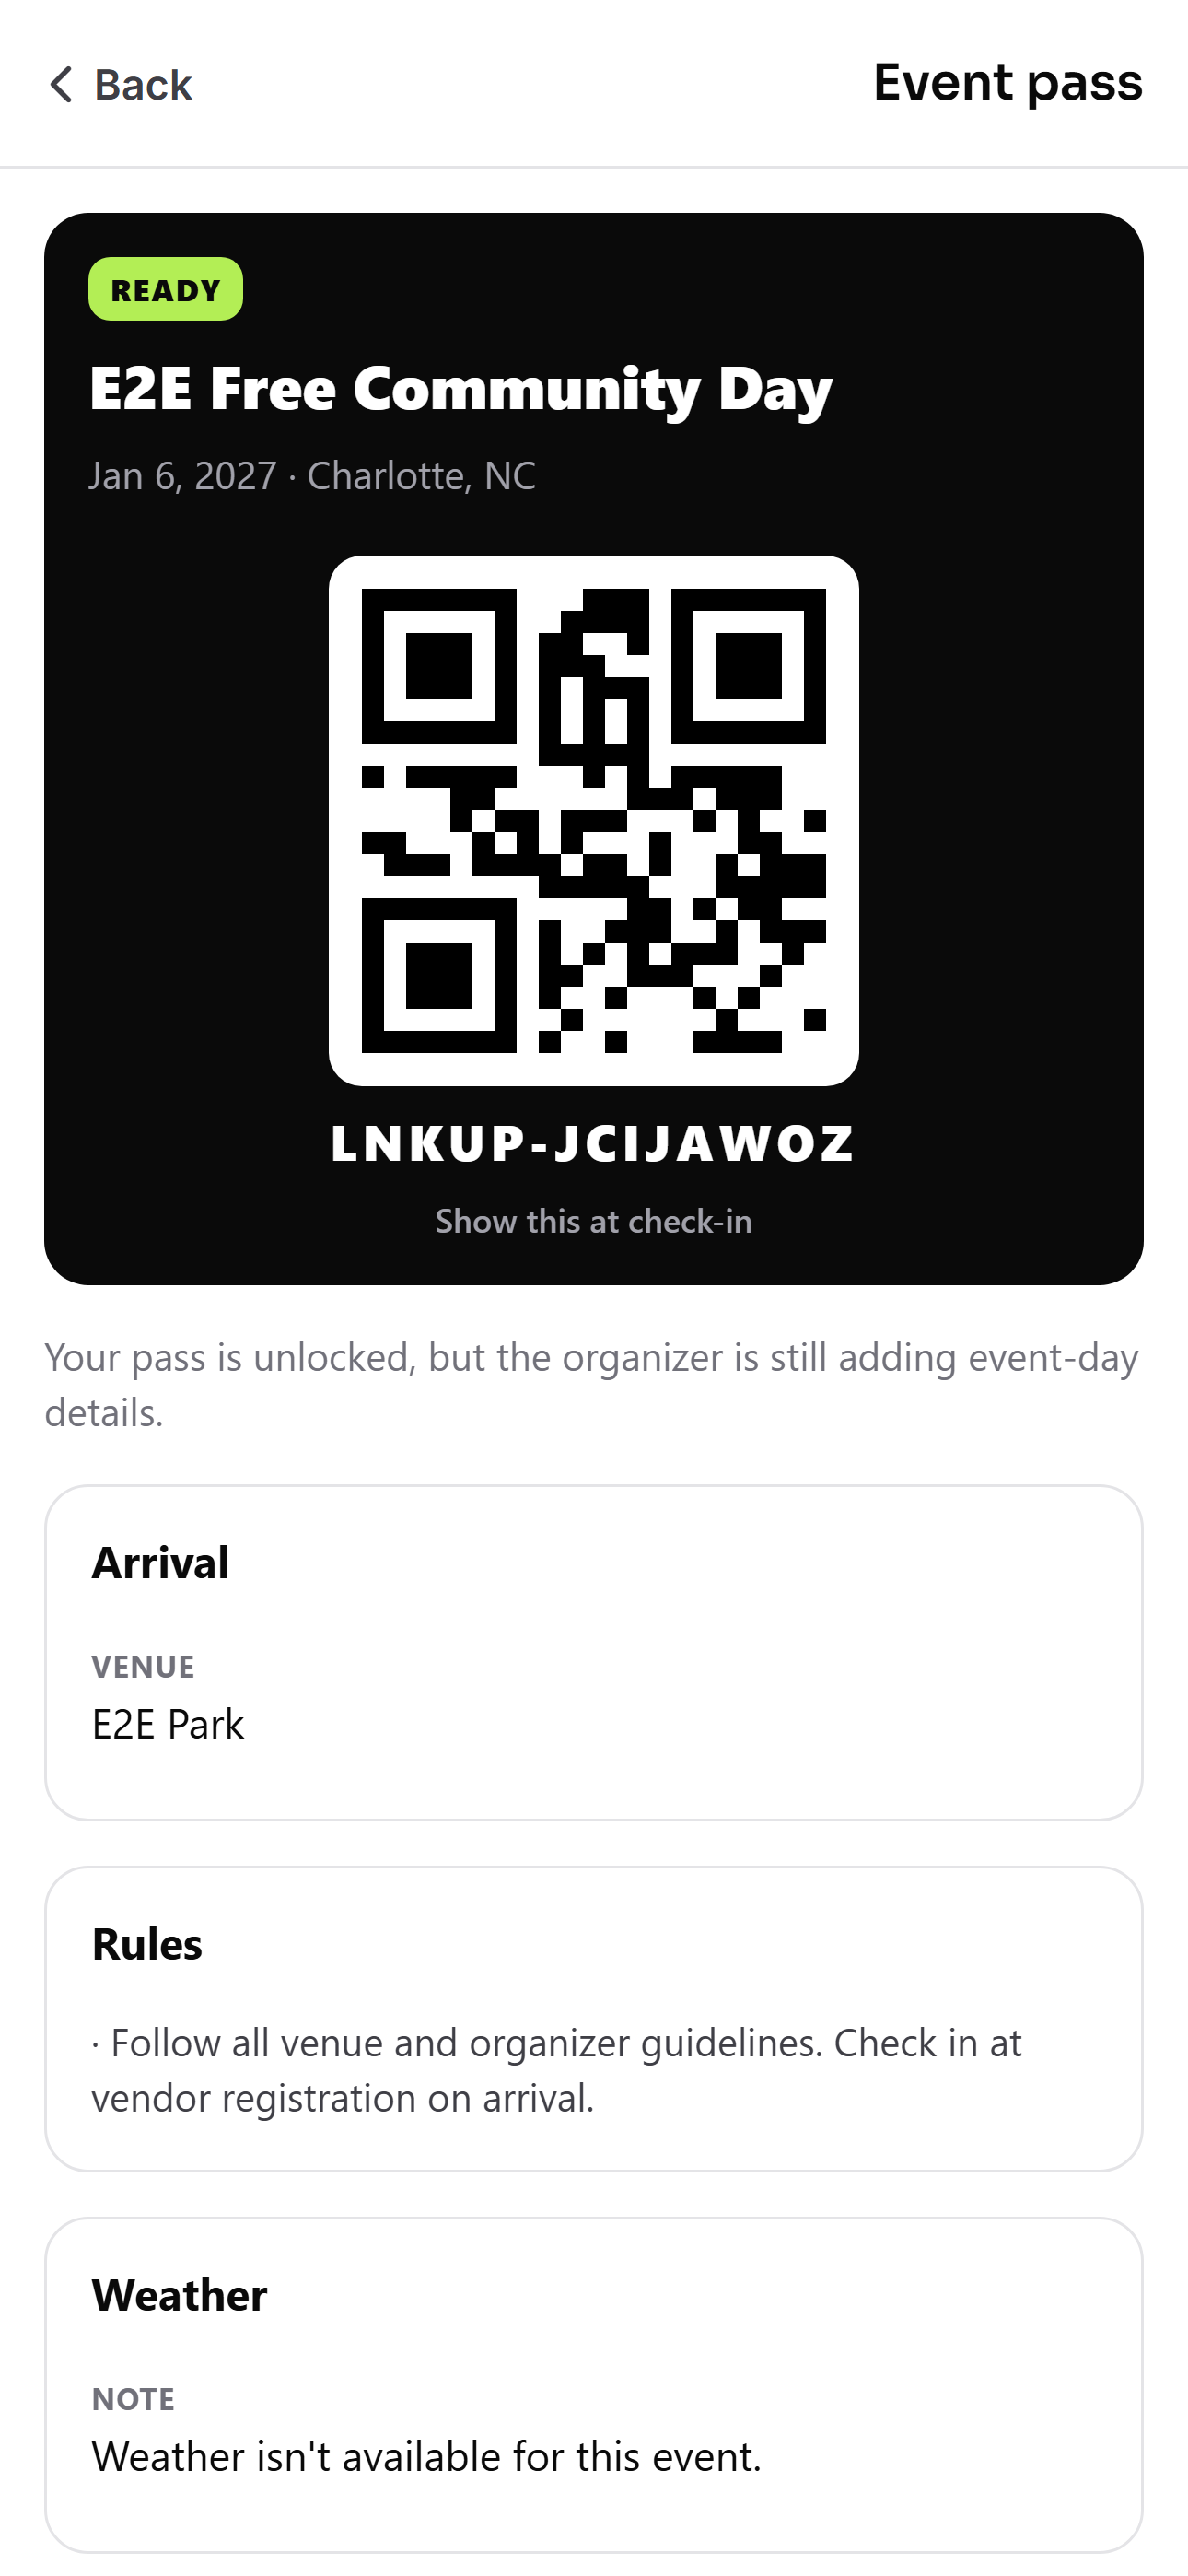 Back
Event pass
READY
E2E Free Community Day
Jan 6, 2027 · Charlotte, NC
LNKUP-JCIJAWOZ
Show this at check-in
Your pass is unlocked, but the organizer is still adding event-day
details.
Arrival
VENUE
E2E Park
Rules
· Follow all venue and organizer guidelines. Check in at
vendor registration on arrival.
Weather
NOTE
Weather isn't available for this event.